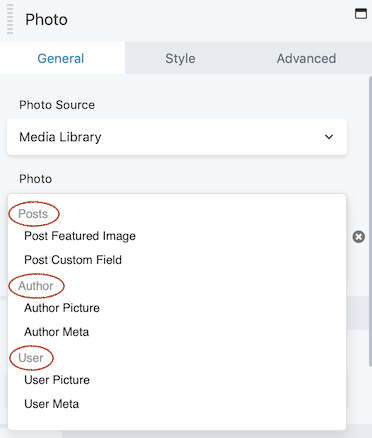 Photo
General Style Advanced
Photo Source
Media Library
Photo
Posts
Post Featured Image
Post Custom Field
Author
Author Picture
Author Meta
User
User Picture
User Meta